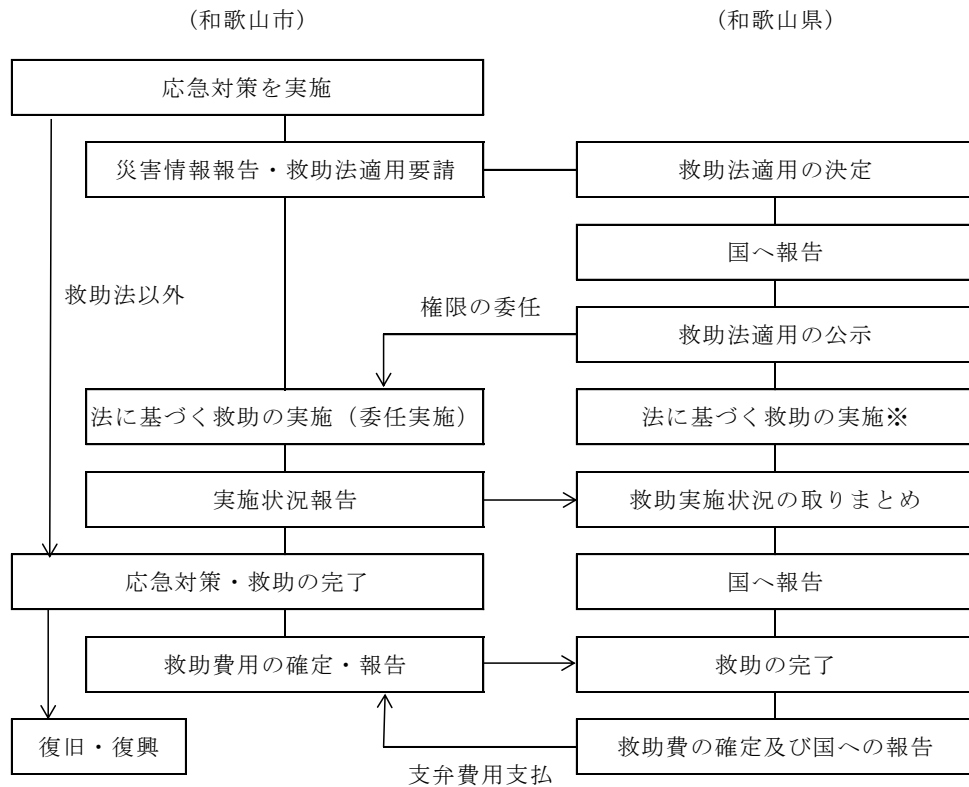 (和歌山市)
(和歌山県)
応急対策を実施
災害情報報告・救助法適用要請
救助法適用の決定
国へ報告
救助法以外
権限の委任
救助法適用の公示
法に基づく救助の実施（委任実施）
法に基づく救助の実施※
実施状況報告
救助実施状況の取りまとめ
応急対策・救助の完了
国へ報告
救助費用の確定・報告
救助の完了
復旧・復興
救助費の確定及び国への報告
支弁費用支払